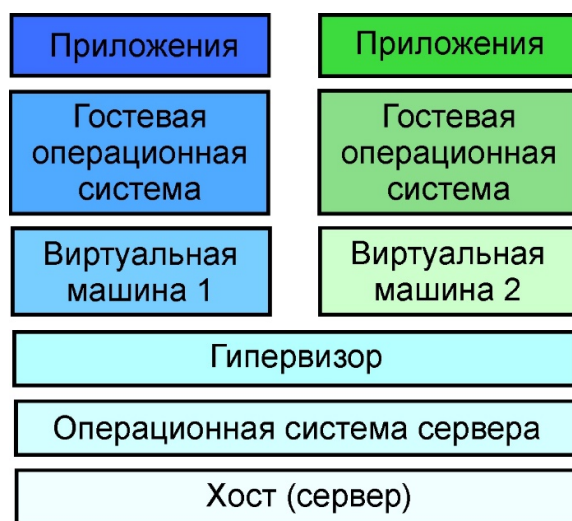 Приложения
Гостевая
операционная
система
Виртуальная
машина 1
Приложения
Гостевая
операционная
система
Виртуальная
машина 2
Гипервизор
Операционная система сервера
Хост (сервер)